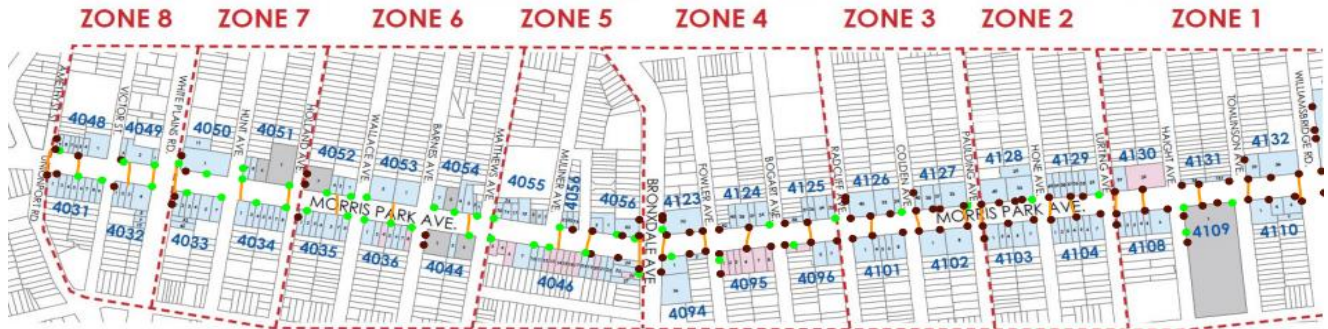 ZONE 8 ZONE 7 ZONE 6 ZONE 5 ZONE 4 ZONE 3 ZONE 2 ZONE 1
AMETHYS ST.
VICTOR ST.
WHITE PLAINS RD.
HUNT AVE.
HOLLAND AVE.
WALLACE AVE.
BARNES AVE.
MATTHEWS AVE.
MULINER AVE.
BRONXDALE AVE
FOWLER AVE.
BOGART AVE.
RADCLIFF AVE.
COLDEN AVE.
PAULDING AVE.
HONE AVE.
LURTING AVE.
HAIGHT AVE.
TOMLINSON AVE.
WILLIAMSBRIDGE RD.
UNIONPORT RD.
4048 4049 4050 4051 4052 4053 4054 4055 4056 4056 4123 4124 4125 4126 4127 4128 4129 4130 4131 4132
MORRIS PARK AVE. MORRIS PARK AVE.
4031 4032 4033 4034 4035 4036 4044 4046 4094 4095 4096 4101 4102 4103 4104 4108 4109 4110